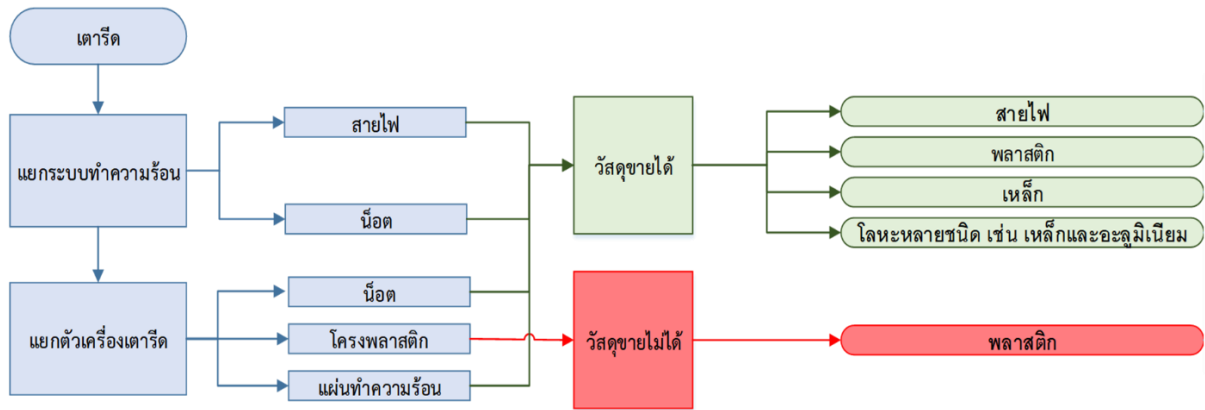 เตารีด
แยกระบบทำความร้อน
สายไฟ
น็อต
แยกตัวเครื่องเตารีด
น็อต
โครงพลาสติก
แผ่นทำความร้อน
วัสดุขายได้
สายไฟ
พลาสติก
เหล็ก
โลหะหลายชนิด เช่น เหล็กและอะลูมิเนียม
วัสดุขายไม่ได้
พลาสติก